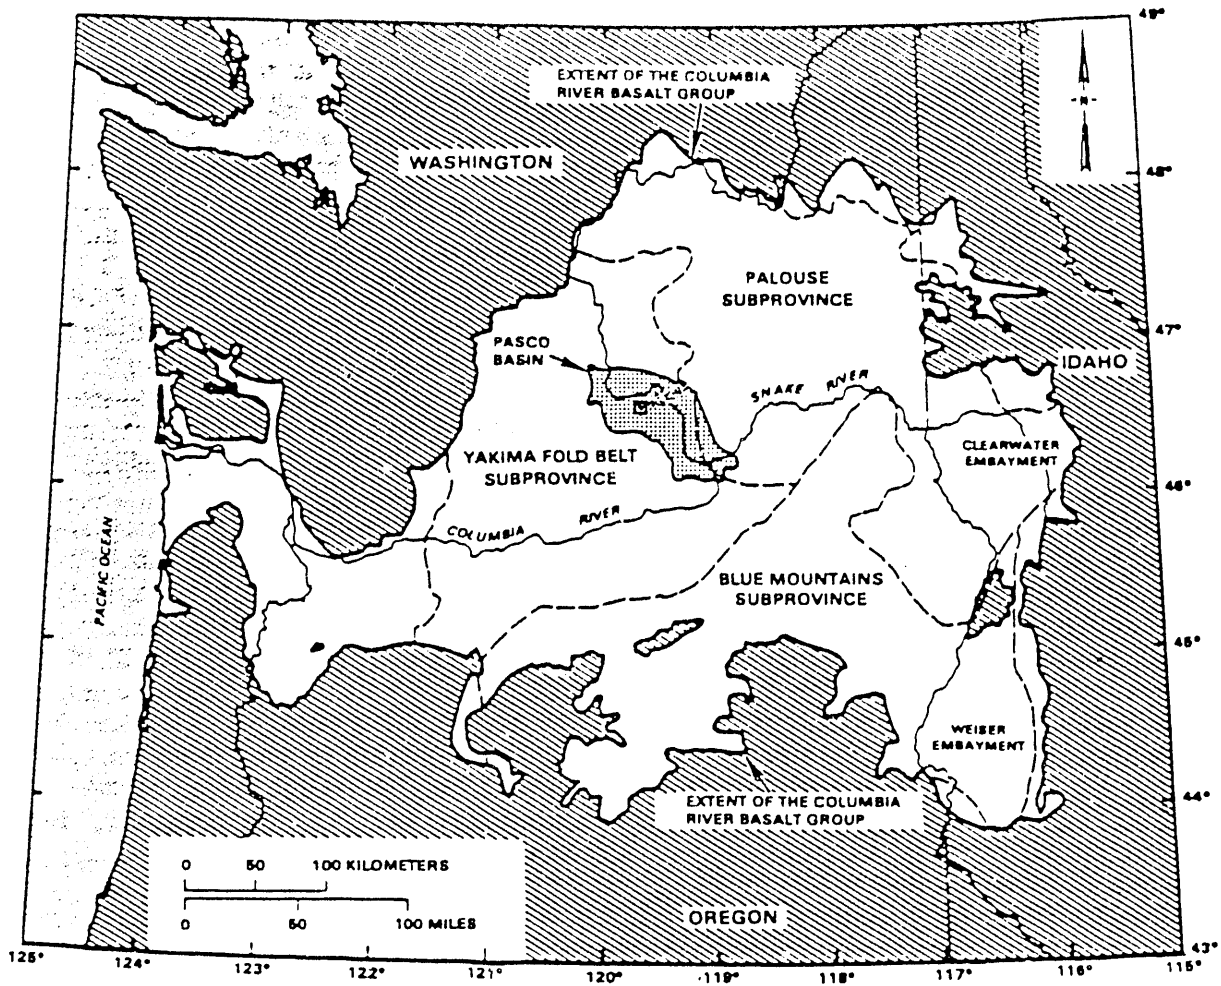 49°
EXTENT OF THE COLUMBIA
RIVER BASALT GROUP
N
WASHINGTON
48°
PALOUSE
SUBPROVINCE
47°
PASCO
BASIN
IDAHO
SNAKE RIVER
CLEARWATER
EMBAYMENT
YAKIMA FOLD BELT
SUBPROVINCE
46°
COLUMBIA RIVER
PACIFIC OCEAN
BLUE MOUNTAINS
SUBPROVINCE
45°
WEISER
EMBAYMENT
44°
EXTENT OF THE COLUMBIA
RIVER BASALT GROUP
0 50 100 KILOMETERS
0 50 100 MILES
OREGON
43°
125° 124° 123° 122° 121° 120° 119° 118° 117° 116° 115°